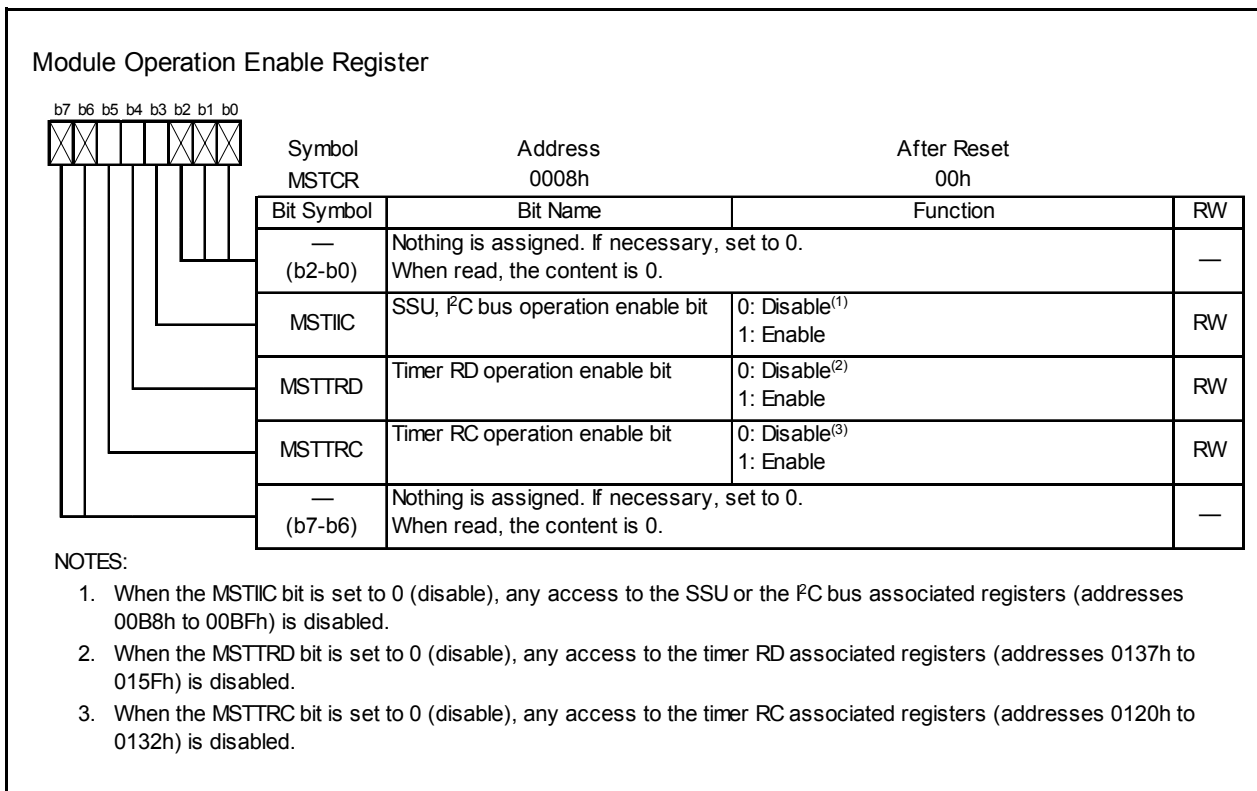 Module Operation Enable Register
b7 b6 b5 b4 b3 b2 b1 b0
Symbol Address After Reset
MSTCR 0008h 00h
Bit Symbol Bit Name Function RW
— (b2-b0) Nothing is assigned. If necessary, set to 0. —
When read, the content is 0.
MSTIIC SSU, I²C bus operation enable bit 0: Disable(1) RW
1: Enable
MSTTRD Timer RD operation enable bit 0: Disable(2) RW
1: Enable
MSTTRC Timer RC operation enable bit 0: Disable(3) RW
1: Enable
— (b7-b6) Nothing is assigned. If necessary, set to 0. —
When read, the content is 0.
NOTES:
1. When the MSTIIC bit is set to 0 (disable), any access to the SSU or the I²C bus associated registers (addresses
00B8h to 00BFh) is disabled.
2. When the MSTTRD bit is set to 0 (disable), any access to the timer RD associated registers (addresses 0137h to
015Fh) is disabled.
3. When the MSTTRC bit is set to 0 (disable), any access to the timer RC associated registers (addresses 0120h to
0132h) is disabled.